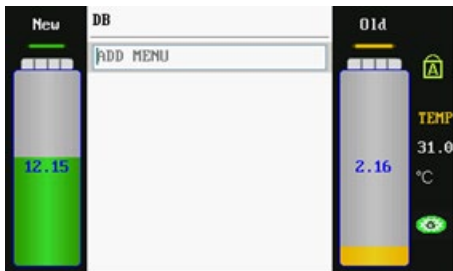 New
DB
Old
ADD MENU
A
TEMP
31.0
°C
12.15
2.16